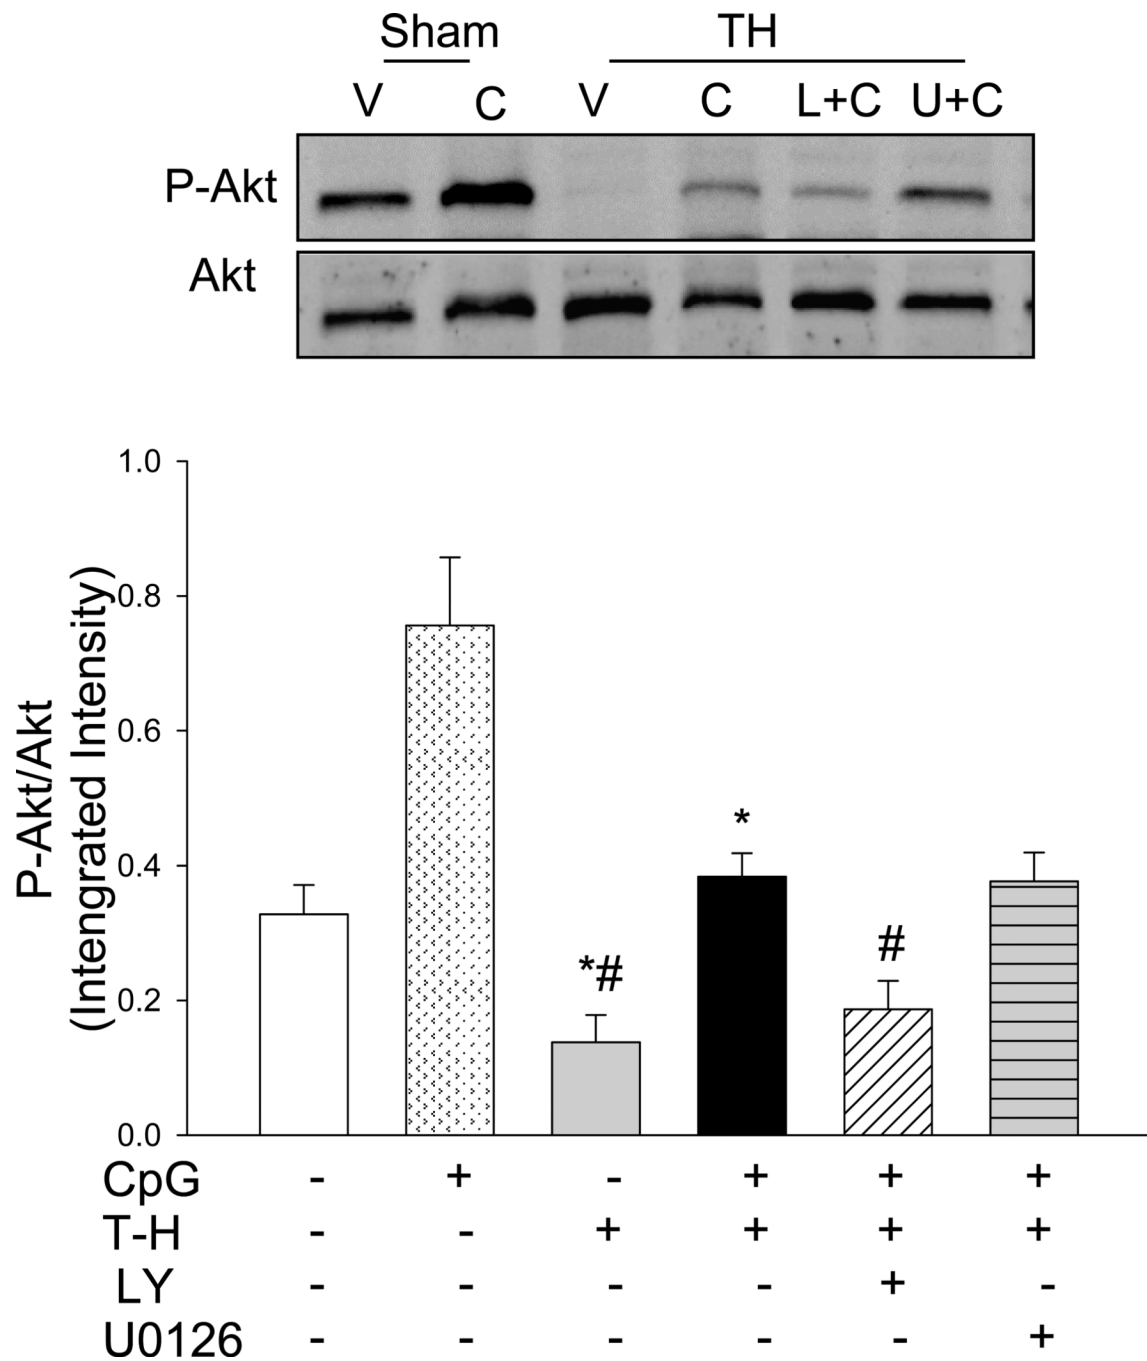 Sham TH
V C V C L+C U+C
P-Akt
Akt
P-Akt/Akt
(Intengrated Intensity)
1.0
0.8
0.6
0.4
0.2
0.0
*#
*
#
CpG - + - + + +
T-H - - + + + +
LY - - - - + -
U0126 - - - - - +